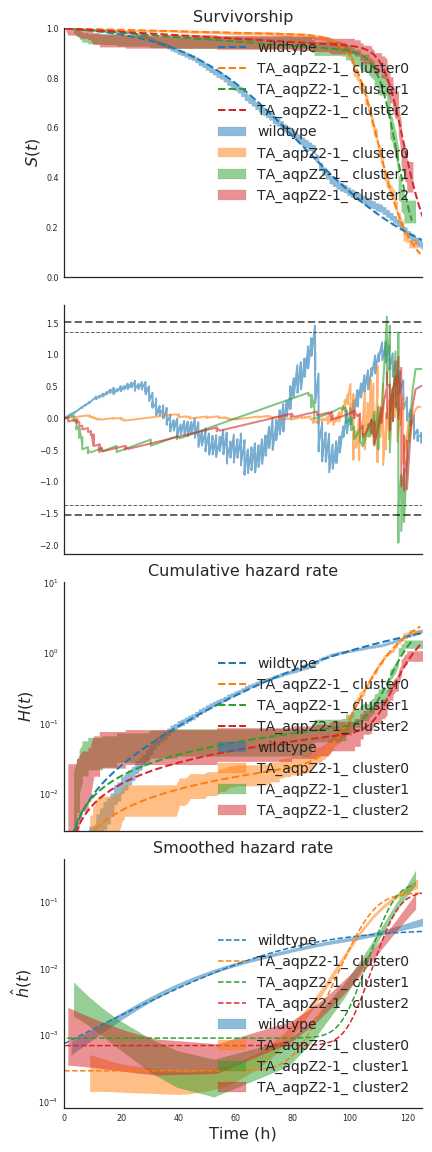 Survivorship
1.0
0.8
0.6
0.4
0.2
0.0
S(t)
wildtype
TA_aqpZ2-1_ cluster0
TA_aqpZ2-1_ cluster1
TA_aqpZ2-1_ cluster2
wildtype
TA_aqpZ2-1_ cluster0
TA_aqpZ2-1_ cluster1
TA_aqpZ2-1_ cluster2
1.5
1.0
0.5
0.0
−0.5
−1.0
−1.5
−2.0
Cumulative hazard rate
10¹
10⁰
10⁻¹
10⁻²
H(t)
wildtype
TA_aqpZ2-1_ cluster0
TA_aqpZ2-1_ cluster1
TA_aqpZ2-1_ cluster2
wildtype
TA_aqpZ2-1_ cluster0
TA_aqpZ2-1_ cluster1
TA_aqpZ2-1_ cluster2
Smoothed hazard rate
10⁻¹
10⁻²
10⁻³
10⁻⁴
ĥ(t)
wildtype
TA_aqpZ2-1_ cluster0
TA_aqpZ2-1_ cluster1
TA_aqpZ2-1_ cluster2
wildtype
TA_aqpZ2-1_ cluster0
TA_aqpZ2-1_ cluster1
TA_aqpZ2-1_ cluster2
0 20 40 60 80 100 120
Time (h)